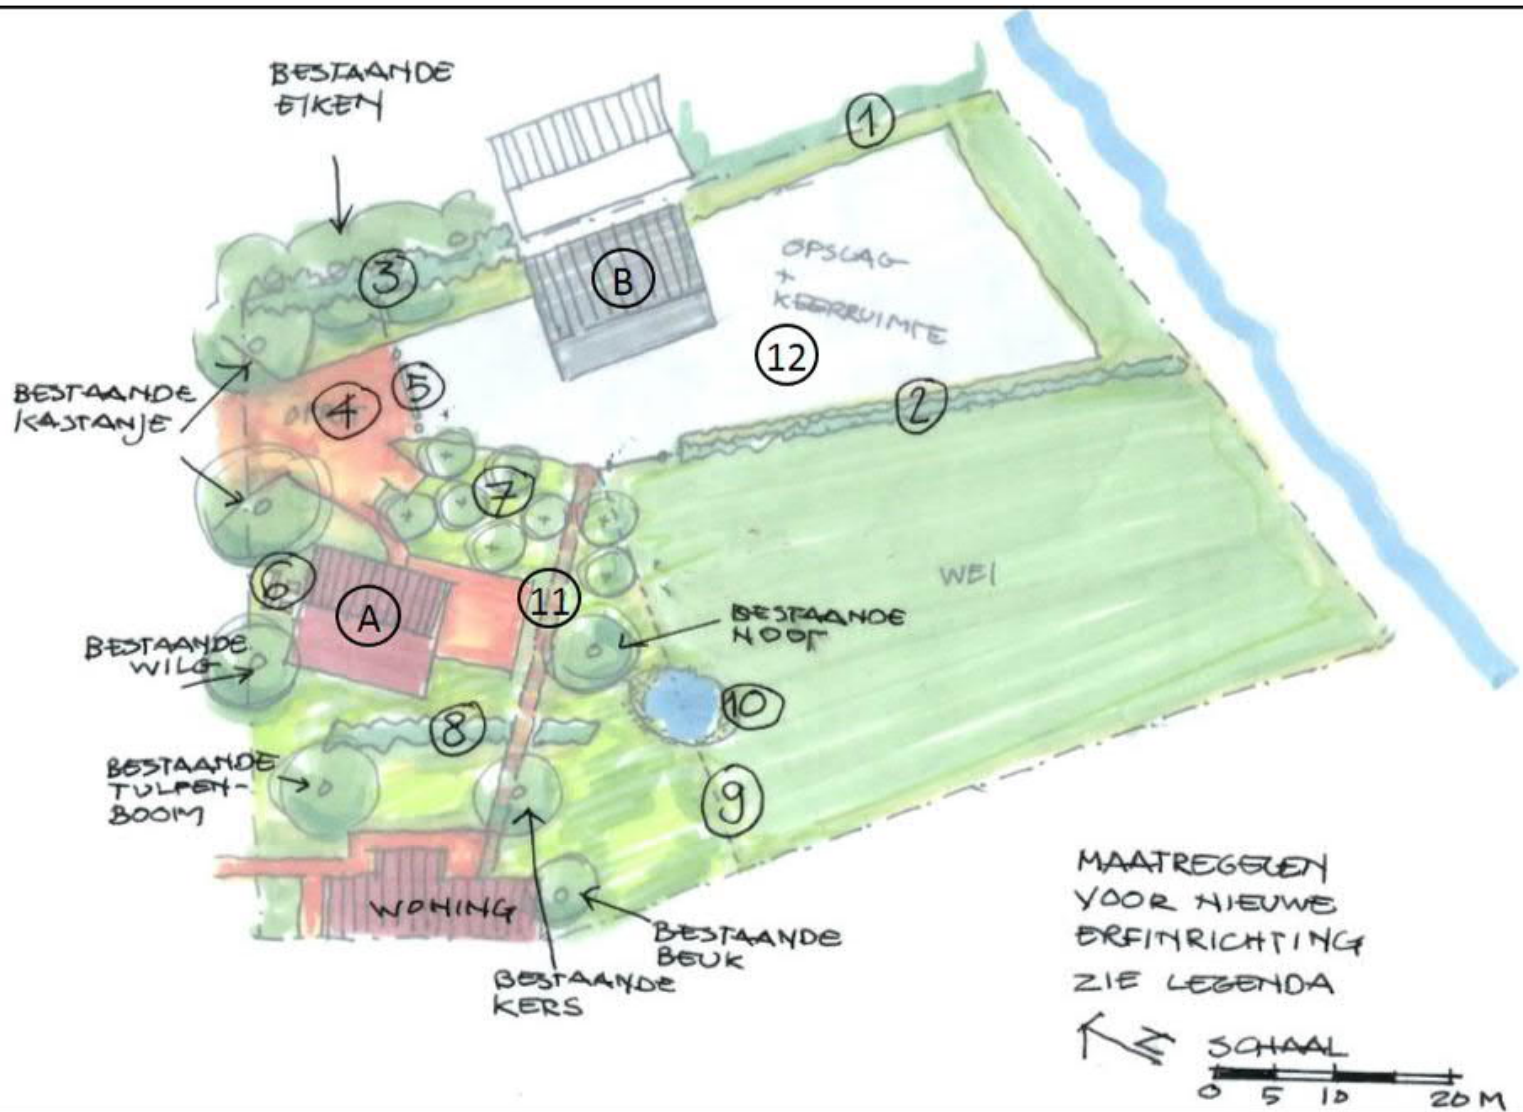 BESTAANDE
EIKEN
1
3
B
OPSLAG
+
KEERRUIMTE
12
BESTAANDE
KASTANJE
5
4
2
7
WEI
6
A
11
BESTAANDE
NOOT
BESTAANDE
WILG
10
8
BESTAANDE
TULPEN-
BOOM
9
WONING
BESTAANDE
BEUK
BESTAANDE
KERS
MAATREGELEN
VOOR NIEUWE
ERFINRICHTING
ZIE LEGENDA
N
SCHAAL
0 5 10 20 M